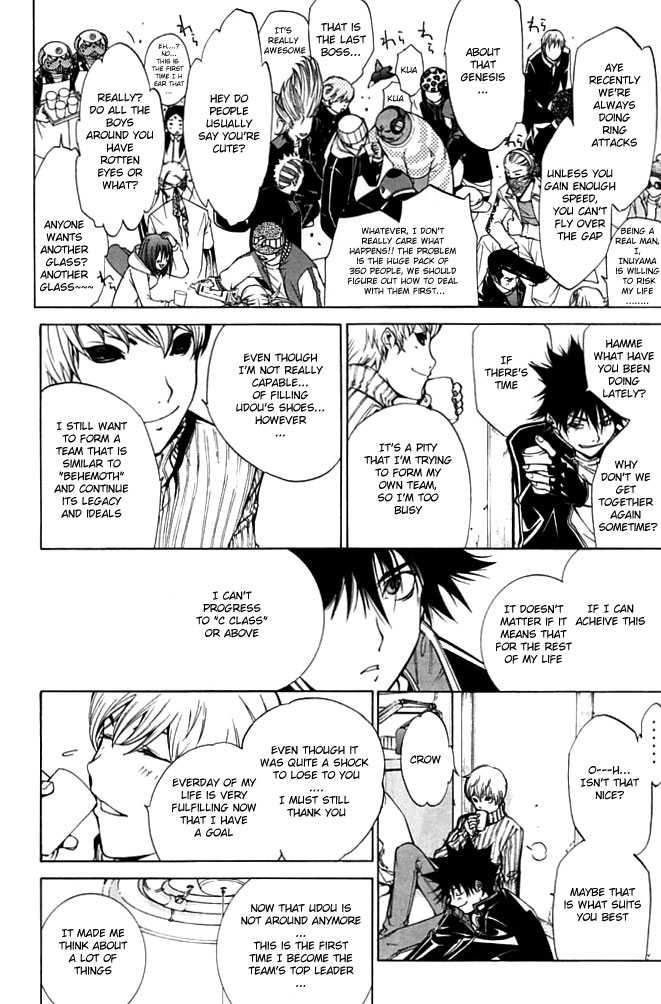 AYE
RECENTLY
WE'RE
ALWAYS
DOING
RING
ATTACKS
UNLESS YOU
GAIN ENOUGH
SPEED,
YOU CAN'T
FLY OVER
THE GAP
BEING A
REAL MAN,
I,
INUYAMA
IS WILLING
TO RISK
MY LIFE
........
わら
ABOUT
THAT
GENESIS
...
THAT IS
THE LAST
BOSS...
KUA
KUA
IT'S
REALLY
AWESOME
わら
HEY DO
PEOPLE
USUALLY
SAY YOU'RE
CUTE?
EH....?
NO...
THIS IS
THE FIRST
TIME I H
EAR THAT
...
REALLY?
DO ALL THE
BOYS
AROUND YOU
HAVE
ROTTEN
EYES OR
WHAT?
WHATEVER, I DON'T
REALLY CARE WHAT
HAPPENS!! THE PROBLEM
IS THE HUGE PACK OF
350 PEOPLE, WE SHOULD
FIGURE OUT HOW TO DEAL
WITH THEM FIRST...
ANYONE
WANTS
ANOTHER
GLASS?
ANOTHER
GLASS~~~
HAMME
WHAT HAVE
YOU BEEN
DOING
LATELY?
IF
THERE'S
TIME
WHY
DON'T WE
GET
TOGETHER
AGAIN
SOMETIME?
IT'S A PITY
THAT I'M TRYING
TO FORM MY
OWN TEAM,
SO I'M TOO
BUSY
EVEN THOUGH
I'M NOT REALLY
CAPABLE...
OF FILLING
UDOU'S SHOES...
HOWEVER
...
I STILL WANT
TO FORM A
TEAM THAT IS
SIMILAR TO
"BEHEMOTH"
AND CONTINUE
ITS LEGACY
AND IDEALS
IF I CAN
ACHEIVE THIS
IT DOESN'T
MATTER IF IT
MEANS THAT
FOR THE REST
OF MY LIFE
I CAN'T
PROGRESS
TO "C CLASS"
OR ABOVE
........
O---H...
ISN'T THAT
NICE?
MAYBE THAT
IS WHAT
SUITS YOU
BEST
CROW
EVEN THOUGH IT
WAS QUITE A SHOCK
TO LOSE TO YOU
....
I MUST STILL
THANK YOU
EVERDAY OF MY
LIFE IS VERY
FULFILLING NOW
THAT I HAVE
A GOAL
NOW THAT UDOU IS
NOT AROUND ANYMORE
...
THIS IS THE FIRST
TIME I BECOME THE
TEAM'S TOP LEADER
...
IT MADE ME
THINK ABOUT
A LOT OF
THINGS